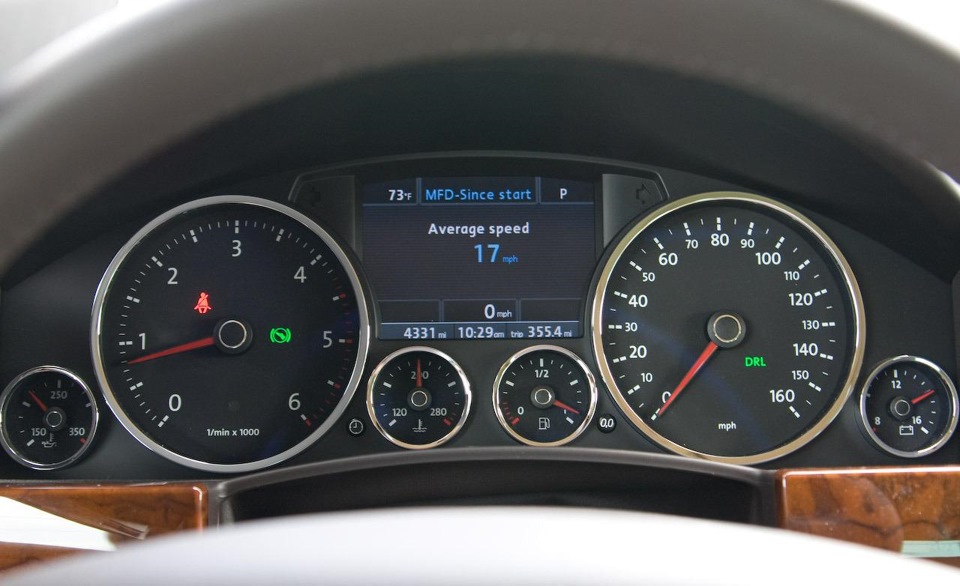 73°F MFD-Since start P
Average speed
17 mph
0 mph
4331 mi 10:29am trip 355.4 mi
0 1 2 3 4 5 6
1/min x 1000
0 10 20 30 40 50 60 70 80 90 100 110 120 130 140 150 160
DRL
mph
150 250 350
120 200 280
0 1/2
0,0
8 12 16